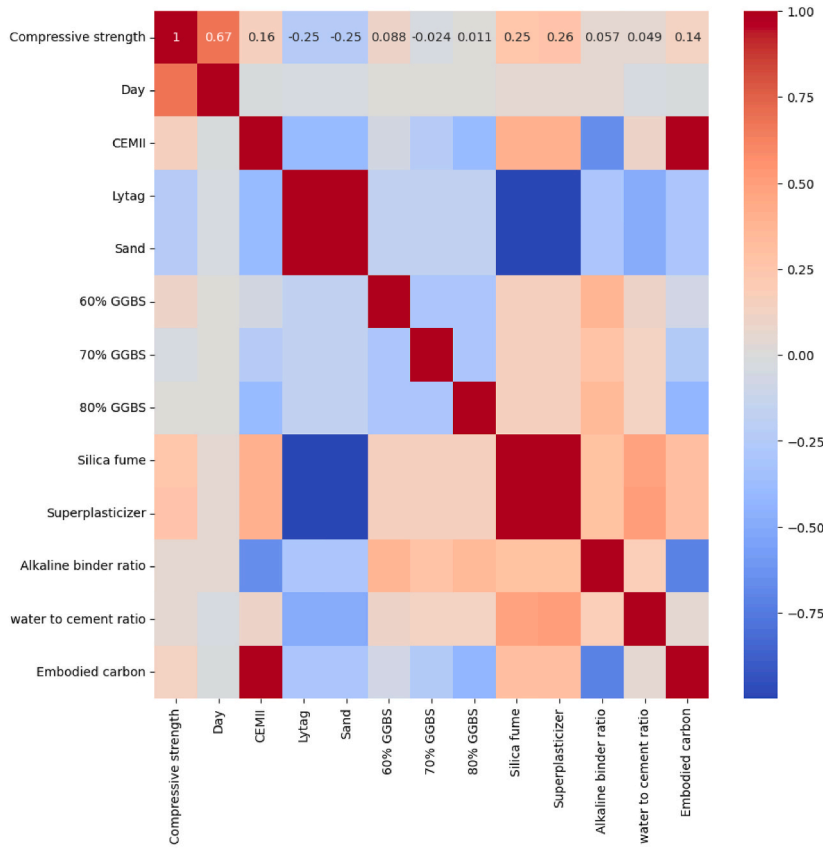 Compressive strength
1 0.67 0.16 -0.25 -0.25 0.088 -0.024 0.011 0.25 0.26 0.057 0.049 0.14
Day
CEMII
Lytag
Sand
60% GGBS
70% GGBS
80% GGBS
Silica fume
Superplasticizer
Alkaline binder ratio
water to cement ratio
Embodied carbon
Compressive strength
Day
CEMII
Lytag
Sand
60% GGBS
70% GGBS
80% GGBS
Silica fume
Superplasticizer
Alkaline binder ratio
water to cement ratio
Embodied carbon
1.00
0.75
0.50
0.25
0.00
−0.25
−0.50
−0.75